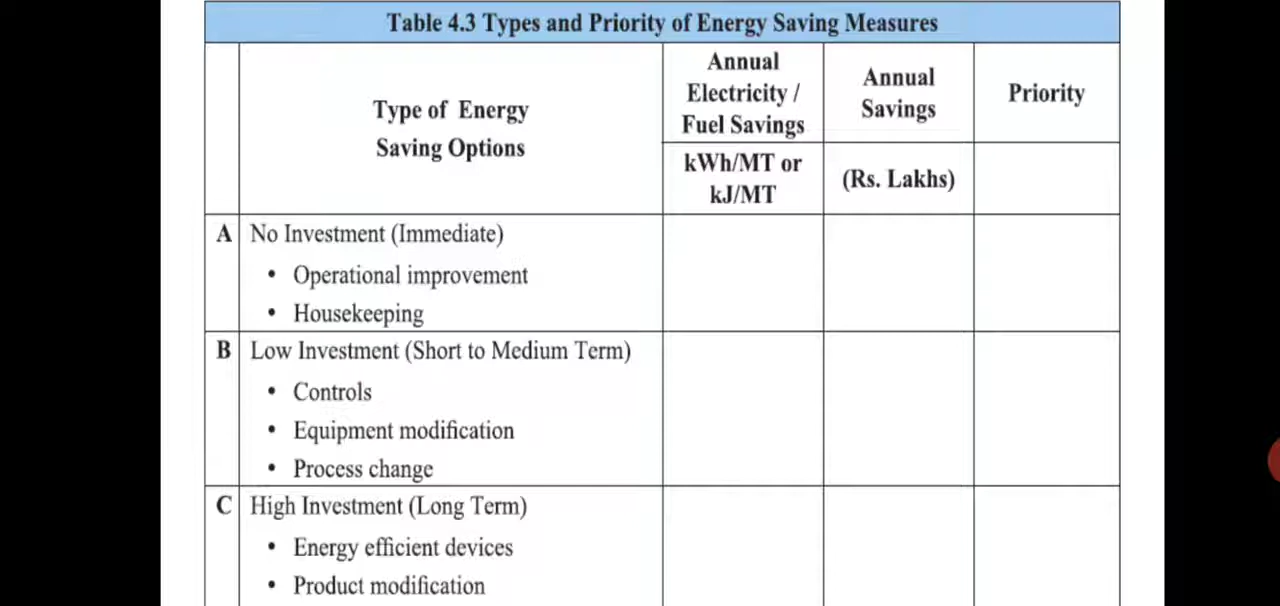 Table 4.3 Types and Priority of Energy Saving Measures
Type of Energy
Saving Options
Annual
Electricity /
Fuel Savings
Annual
Savings
Priority
kWh/MT or
kJ/MT
(Rs. Lakhs)
A No Investment (Immediate)
• Operational improvement
• Housekeeping
B Low Investment (Short to Medium Term)
• Controls
• Equipment modification
• Process change
C High Investment (Long Term)
• Energy efficient devices
• Product modification